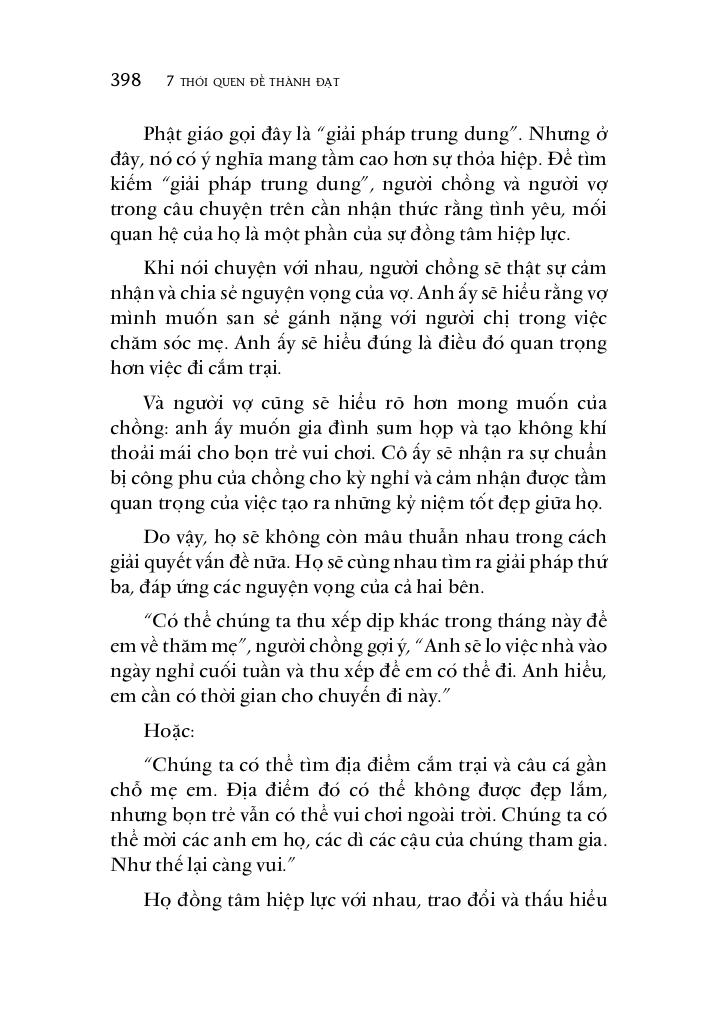 398 7 THÓI QUEN ĐỂ THÀNH ĐẠT
Phật giáo gọi đây là “giải pháp trung dung”. Nhưng ở
đây, nó có ý nghĩa mang tầm cao hơn sự thỏa hiệp. Để tìm
kiếm “giải pháp trung dung”, người chồng và người vợ
trong câu chuyện trên cần nhận thức rằng tình yêu, mối
quan hệ của họ là một phần của sự đồng tâm hiệp lực.
Khi nói chuyện với nhau, người chồng sẽ thật sự cảm
nhận và chia sẻ nguyện vọng của vợ. Anh ấy sẽ hiểu rằng vợ
mình muốn san sẻ gánh nặng với người chị trong việc
chăm sóc mẹ. Anh ấy sẽ hiểu đúng là điều đó quan trọng
hơn việc đi cắm trại.
Và người vợ cũng sẽ hiểu rõ hơn mong muốn của
chồng: anh ấy muốn gia đình sum họp và tạo không khí
thoải mái cho bọn trẻ vui chơi. Cô ấy sẽ nhận ra sự chuẩn
bị công phu của chồng cho kỳ nghỉ và cảm nhận được tầm
quan trọng của việc tạo ra những kỷ niệm tốt đẹp giữa họ.
Do vậy, họ sẽ không còn mâu thuẫn nhau trong cách
giải quyết vấn đề nữa. Họ sẽ cùng nhau tìm ra giải pháp thứ
ba, đáp ứng các nguyện vọng của cả hai bên.
“Có thể chúng ta thu xếp dịp khác trong tháng này để
em về thăm mẹ”, người chồng gợi ý, “Anh sẽ lo việc nhà vào
ngày nghỉ cuối tuần và thu xếp để em có thể đi. Anh hiểu,
em cần có thời gian cho chuyến đi này.”
Hoặc:
“Chúng ta có thể tìm địa điểm cắm trại và câu cá gần
chỗ mẹ em. Địa điểm đó có thể không được đẹp lắm,
nhưng bọn trẻ vẫn có thể vui chơi ngoài trời. Chúng ta có
thể mời các anh em họ, các dì các cậu của chúng tham gia.
Như thế lại càng vui.”
Họ đồng tâm hiệp lực với nhau, trao đổi và thấu hiểu